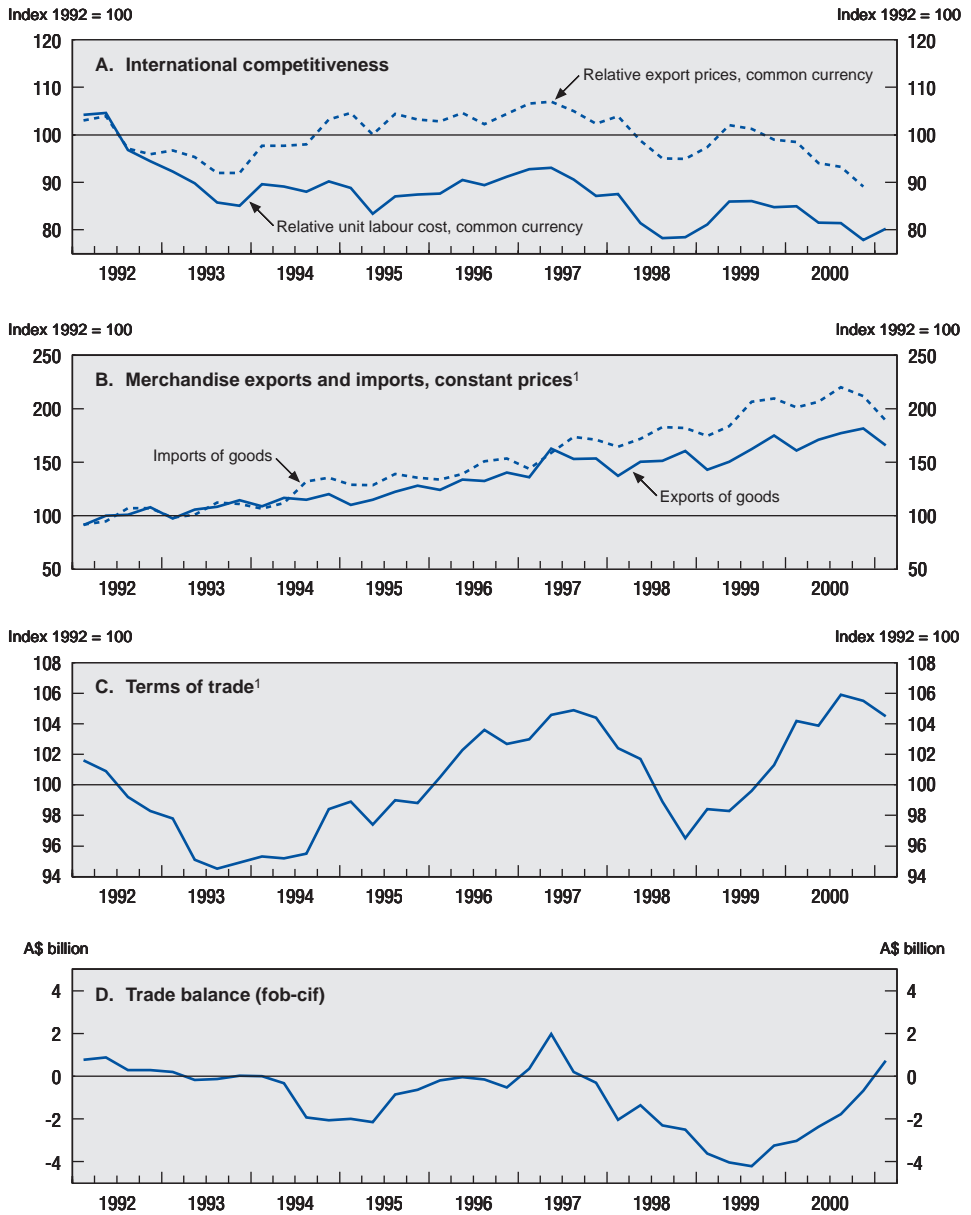 Index 1992 = 100 Index 1992 = 100
120 120
A. International competitiveness
Relative export prices, common currency
110 110
100 100
90 90
Relative unit labour cost, common currency
80 80
1992 1993 1994 1995 1996 1997 1998 1999 2000
Index 1992 = 100 Index 1992 = 100
250 250
B. Merchandise exports and imports, constant prices¹
200 200
Imports of goods
150 150
Exports of goods
100 100
50 50
1992 1993 1994 1995 1996 1997 1998 1999 2000
Index 1992 = 100 Index 1992 = 100
108 108
C. Terms of trade¹
106 106
104 104
102 102
100 100
98 98
96 96
94 94
1992 1993 1994 1995 1996 1997 1998 1999 2000
A$ billion A$ billion
D. Trade balance (fob-cif)
4 4
2 2
0 0
-2 -2
-4 -4
1992 1993 1994 1995 1996 1997 1998 1999 2000